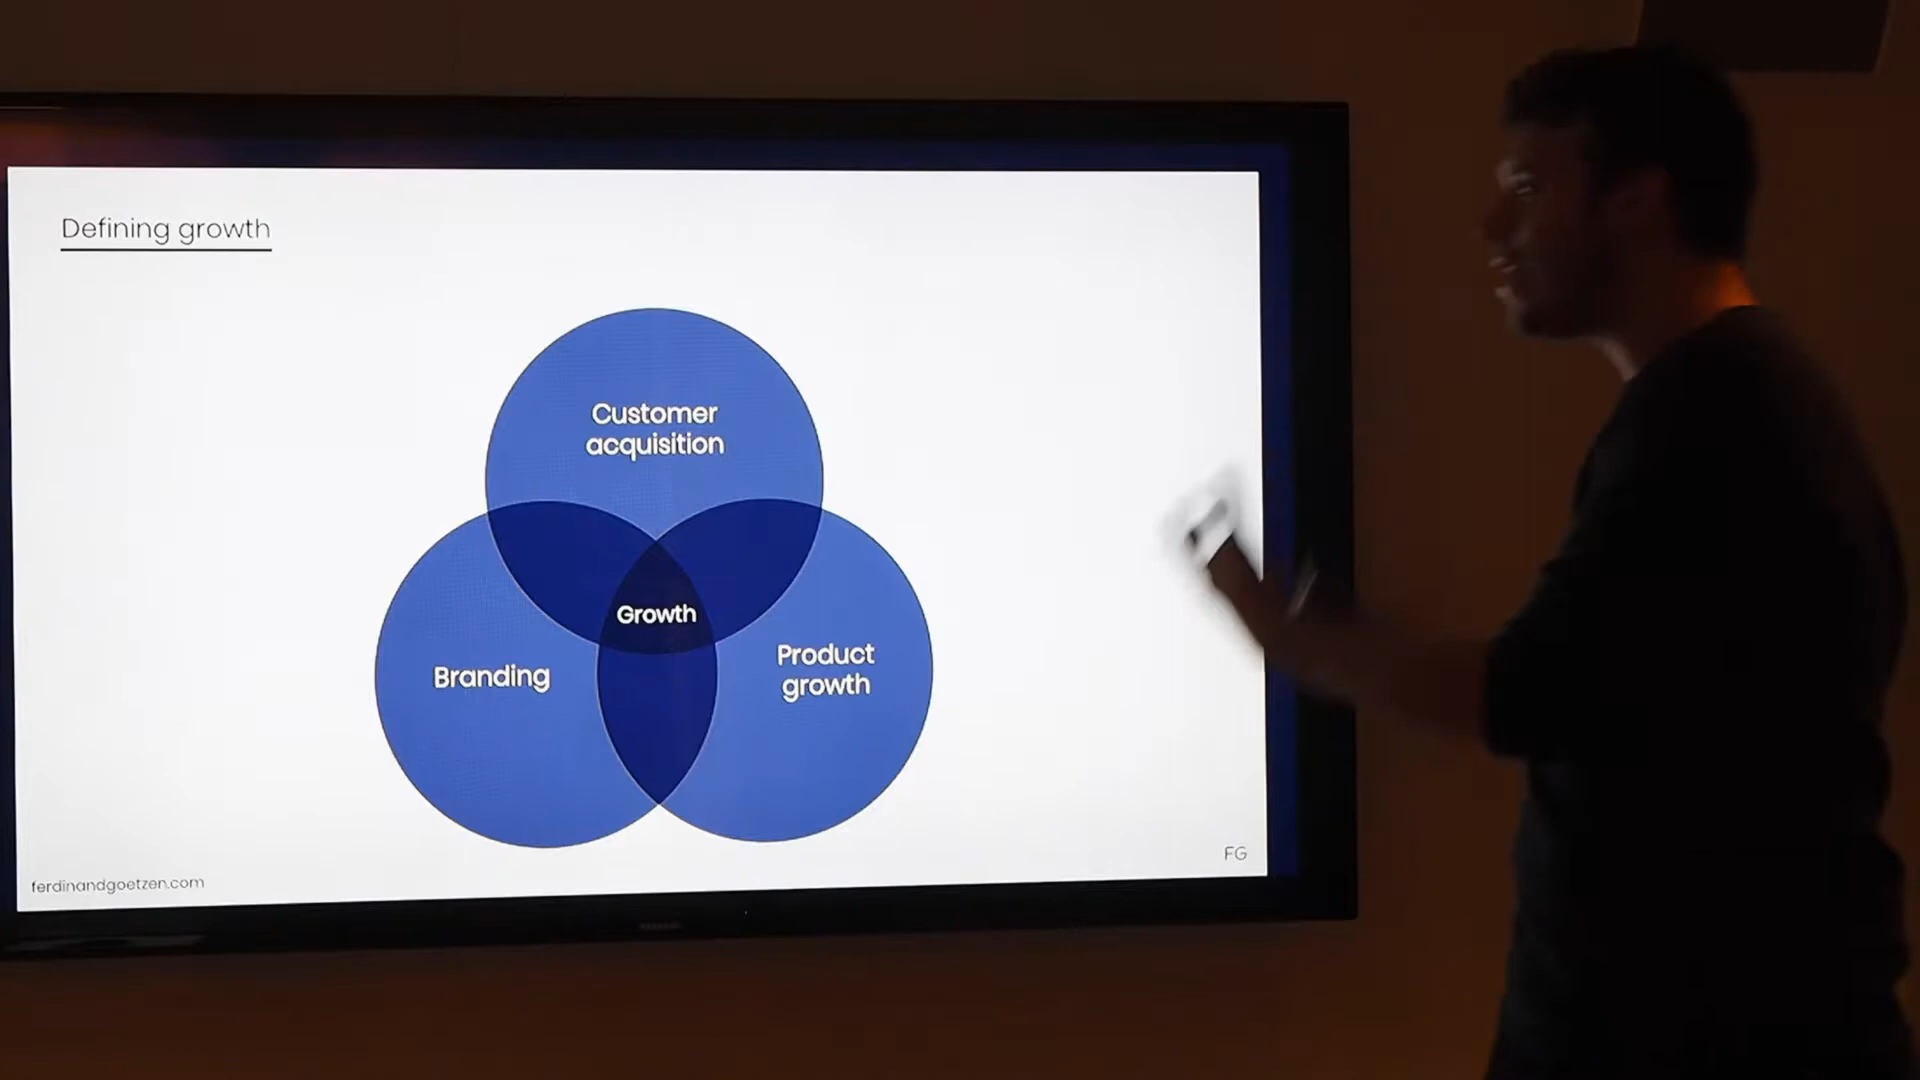 Defining growth
Customer
acquisition
Growth
Branding
Product
growth
FG
ferdinandgoetzen.com